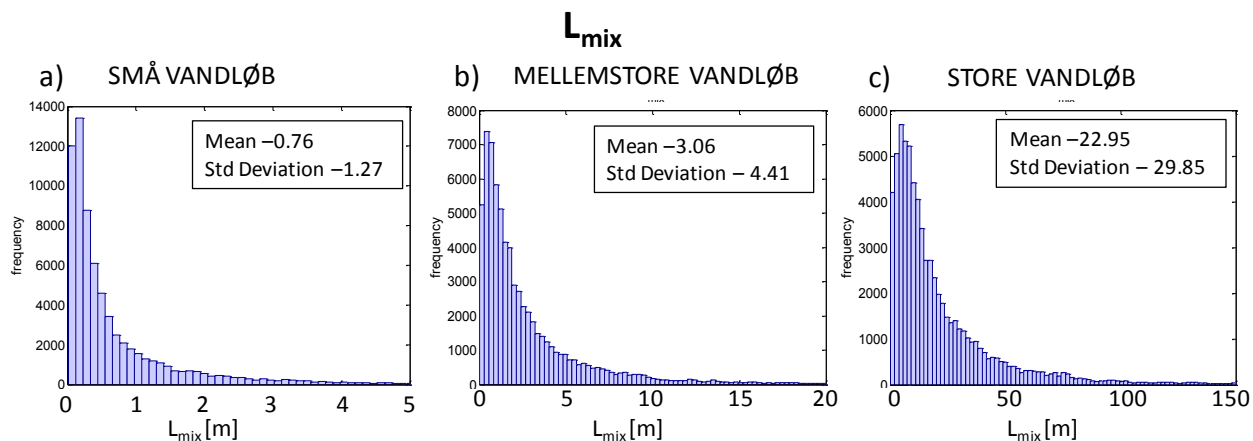 Lmix
a) SMÅ VANDLØB
b) MELLEMSTORE VANDLØB
c) STORE VANDLØB
14000
12000
10000
8000
6000
4000
2000
0
frequency
Mean –0.76
Std Deviation –1.27
0 1 2 3 4 5
Lmix [m]
mix
8000
7000
6000
5000
4000
3000
2000
1000
0
frequency
Mean –3.06
Std Deviation – 4.41
0 5 10 15 20
Lmix [m]
mix
6000
5000
4000
3000
2000
1000
0
frequency
Mean –22.95
Std Deviation – 29.85
0 50 100 150
Lmix [m]